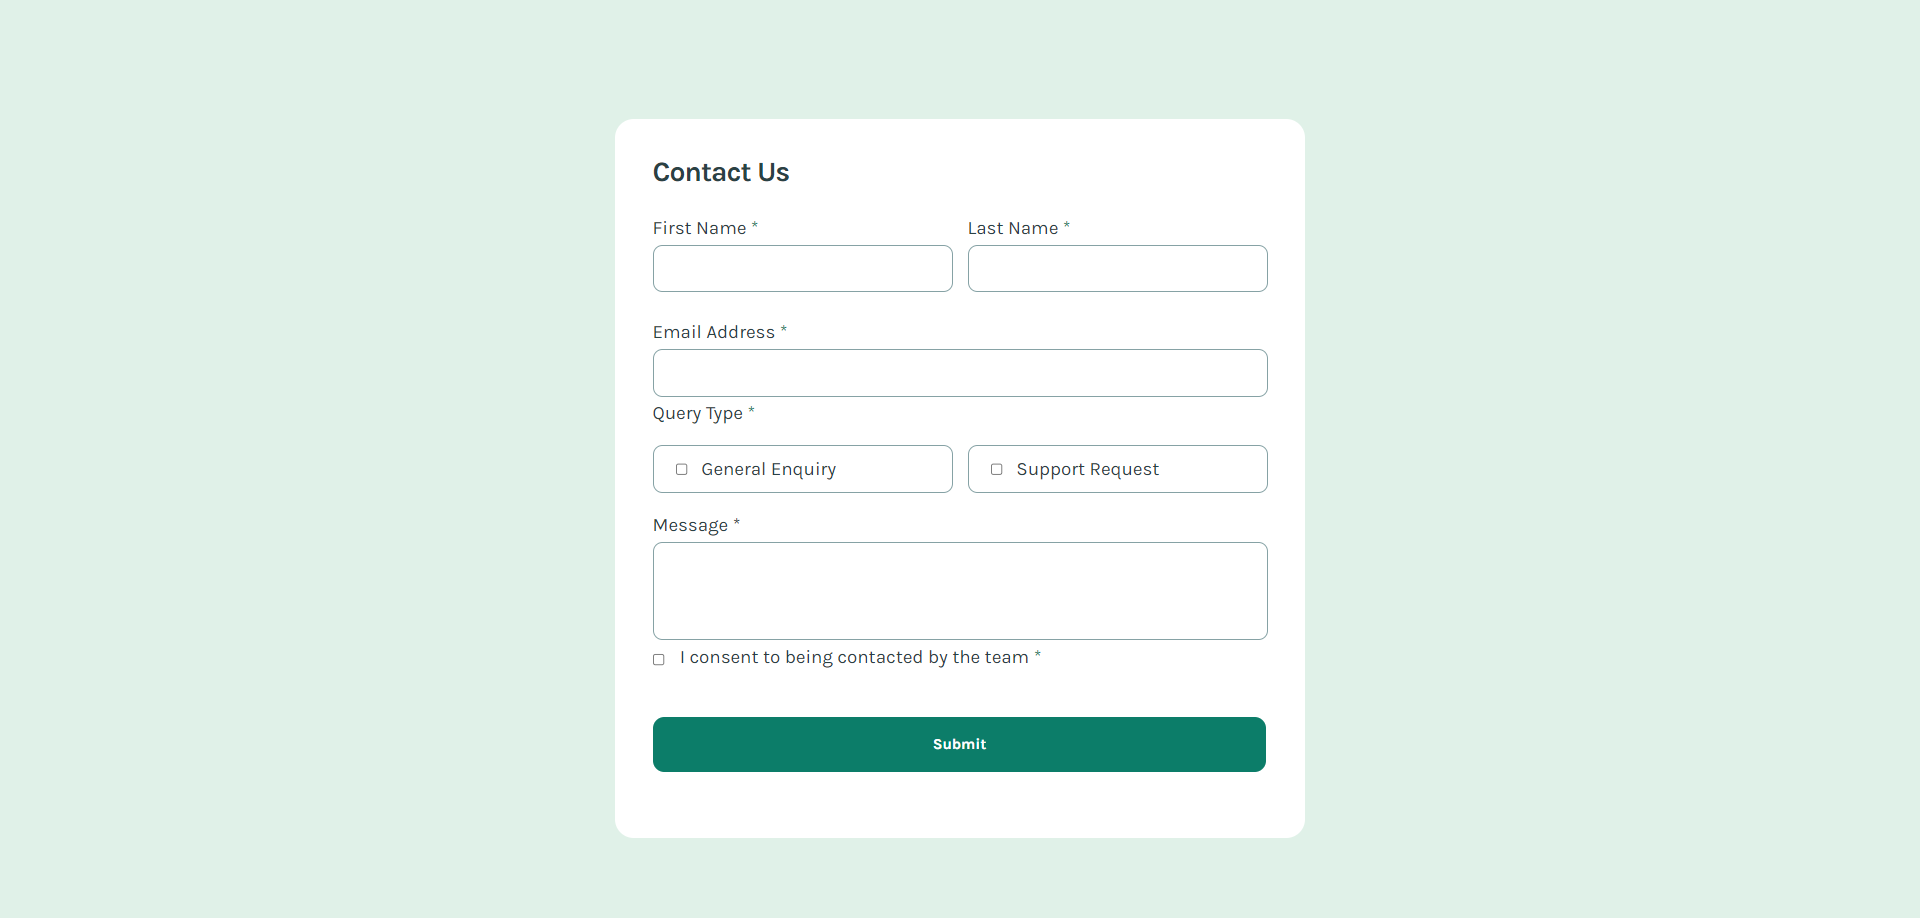 Contact Us
First Name * Last Name *
Email Address *
Query Type *
General Enquiry Support Request
Message *
I consent to being contacted by the team *
Submit